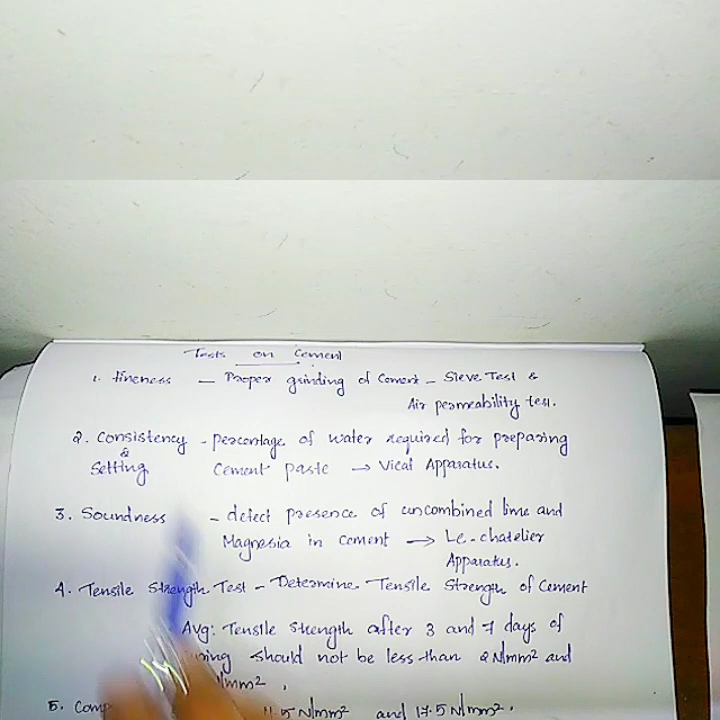 Tests on Cement
1. fineness - Proper grinding of Cement - Sieve Test &
Air permeability test.
2. Consistency - percentage of water required for preparing
&
Setting Cement paste → Vicat Apparatus.
3. Soundness - detect presence of uncombined lime and
Magnesia in cement → Le-chatelier
Apparatus.
4. Tensile Strength Test - Determine Tensile Strength of Cement
Avg: Tensile Strength after 3 and 7 days of
should not be less than 2 N/mm² and
N/mm².
5. 11.5 N/mm² and 17.5 N/mm².